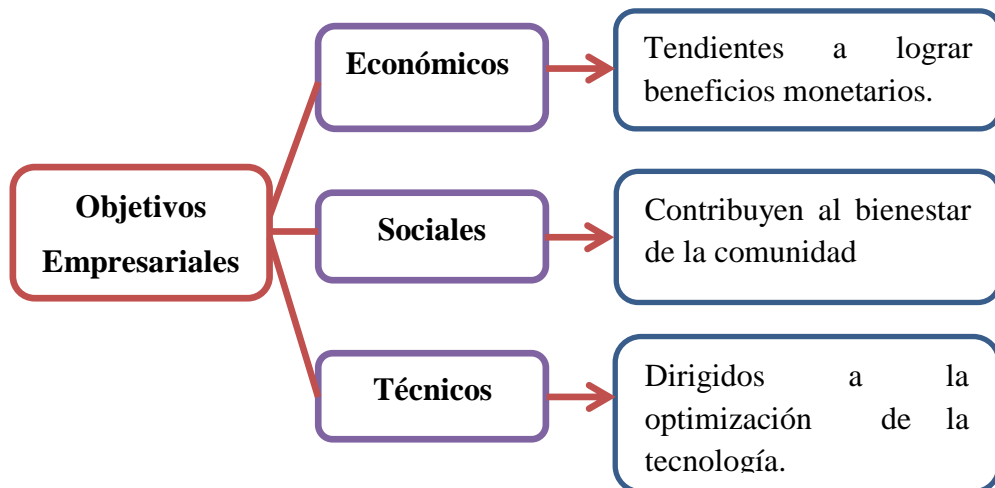 Objetivos
Empresariales
Económicos
Tendientes a lograr
beneficios monetarios.
Sociales
Contribuyen al bienestar
de la comunidad
Técnicos
Dirigidos a la
optimización de la
tecnología.